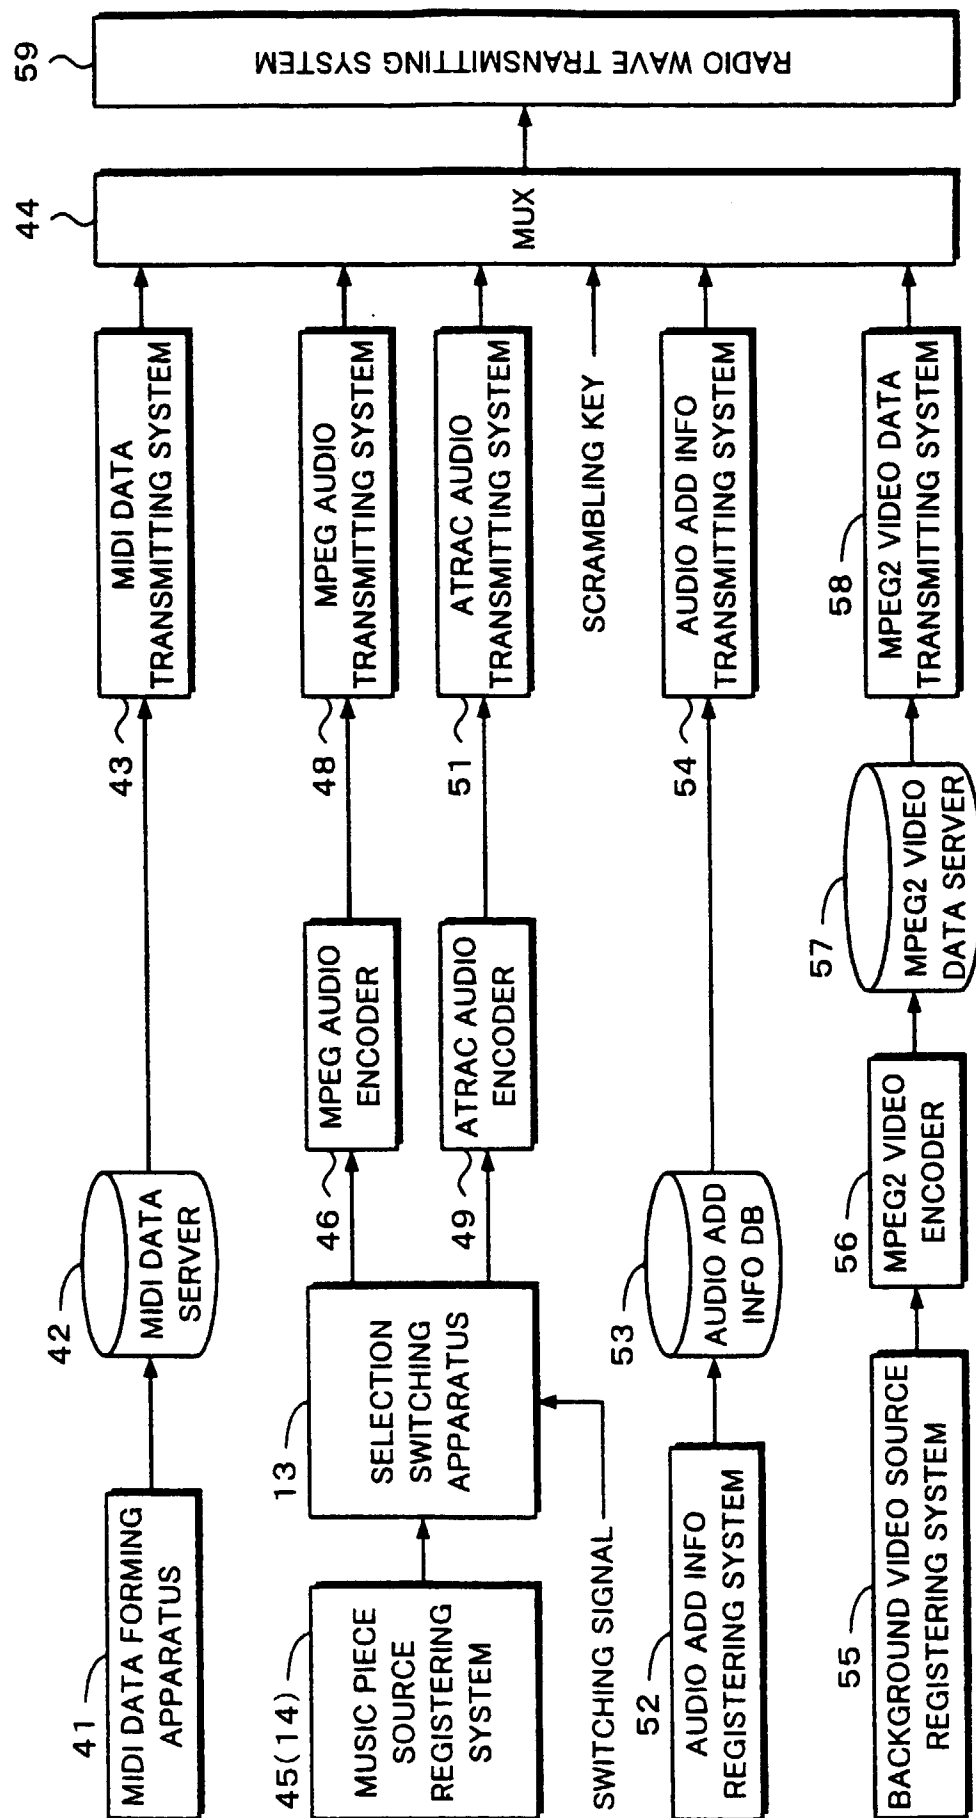 41
MIDI DATA FORMING
APPARATUS
42
MIDI DATA
SERVER
43
MIDI DATA
TRANSMITTING SYSTEM
45(14)
MUSIC PIECE
SOURCE
REGISTERING
SYSTEM
13
SELECTION
SWITCHING
APPARATUS
SWITCHING SIGNAL
46
MPEG AUDIO
ENCODER
48
MPEG AUDIO
TRANSMITTING SYSTEM
49
ATRAC AUDIO
ENCODER
51
ATRAC AUDIO
TRANSMITTING SYSTEM
SCRAMBLING KEY
52
AUDIO ADD INFO
REGISTERING SYSTEM
53
AUDIO ADD
INFO DB
54
AUDIO ADD INFO
TRANSMITTING SYSTEM
55
BACKGROUND VIDEO SOURCE
REGISTERING SYSTEM
56
MPEG2 VIDEO
ENCODER
57
MPEG2 VIDEO
DATA SERVER
58
MPEG2 VIDEO DATA
TRANSMITTING SYSTEM
44
MUX
59
RADIO WAVE TRANSMITTING SYSTEM